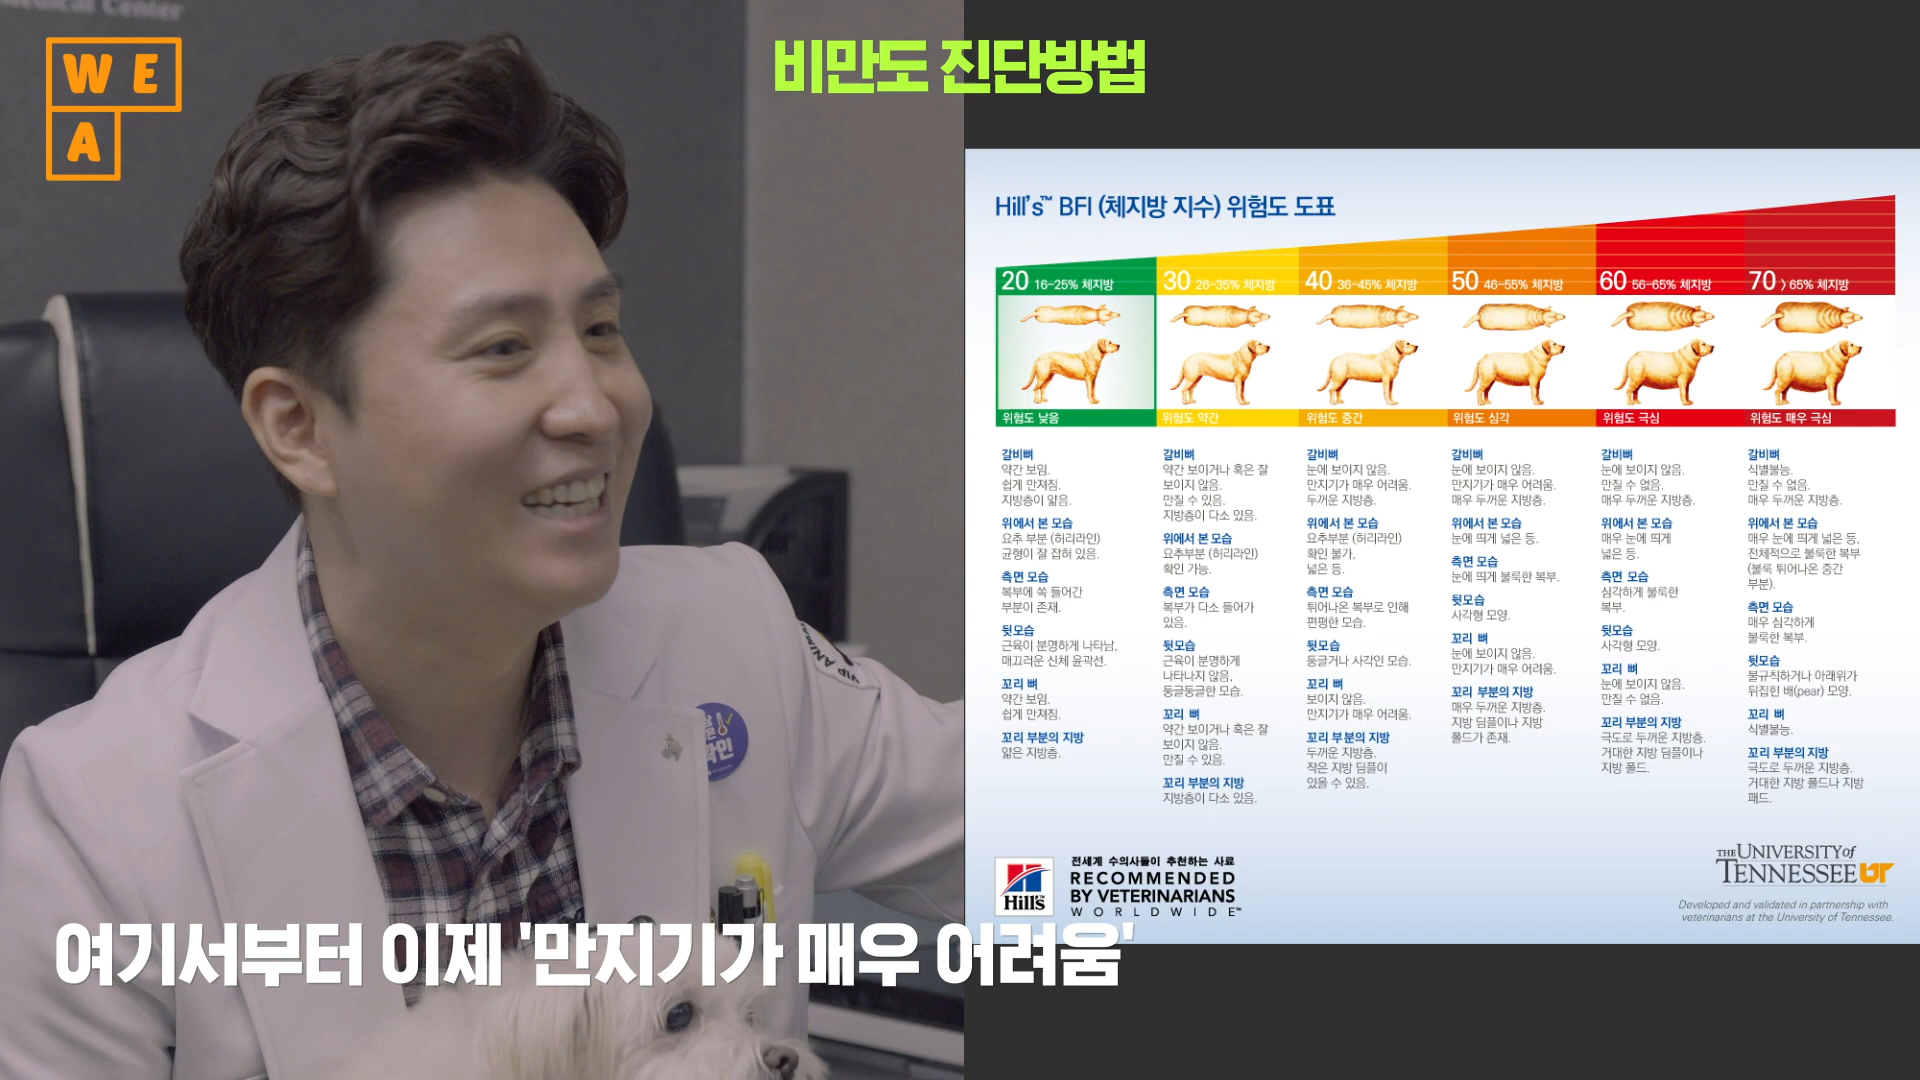 Medical Center
W E
A
비만도 진단방법
Hill's™ BFI (체지방 지수) 위험도 도표
20 16-25% 체지방
30 26-35% 체지방
40 36-45% 체지방
50 46-55% 체지방
60 56-65% 체지방
70 >65% 체지방
위험도 낮음
위험도 약간
위험도 중간
위험도 심각
위험도 극심
위험도 매우 극심
갈비뼈
약간 보임.
쉽게 만져짐.
지방층이 얇음.
위에서 본 모습
요추 부분 (허리라인)
균형이 잘 잡혀 있음.
측면 모습
복부에 쏙 들어간
부분이 존재.
뒷모습
근육이 분명하게 나타남,
매끄러운 신체 윤곽선.
꼬리 뼈
약간 보임.
쉽게 만져짐.
꼬리 부분의 지방
얇은 지방층.
갈비뼈
약간 보이거나 혹은 잘
보이지 않음.
만질 수 있음.
지방층이 다소 있음.
위에서 본 모습
요추부분 (허리라인)
확인 가능.
측면 모습
복부가 다소 들어가
있음.
뒷모습
근육이 분명하게
나타나지 않음,
둥글둥글한 모습.
꼬리 뼈
약간 보이거나 혹은 잘
보이지 않음.
만질 수 있음.
꼬리 부분의 지방
지방층이 다소 있음.
갈비뼈
눈에 보이지 않음.
만지기가 매우 어려움.
두꺼운 지방층.
위에서 본 모습
요추부분 (허리라인)
확인 불가,
넓은 등.
측면 모습
튀어나온 복부로 인해
편평한 모습.
뒷모습
둥글거나 사각인 모습.
꼬리 뼈
보이지 않음.
만지기가 매우 어려움.
꼬리 부분의 지방
두꺼운 지방층.
작은 지방 딤플이
있을 수 있음.
갈비뼈
눈에 보이지 않음.
만지기가 매우 어려움.
매우 두꺼운 지방층.
위에서 본 모습
눈에 띄게 넓은 등.
측면 모습
눈에 띄게 불룩한 복부.
뒷모습
사각형 모양.
꼬리 뼈
눈에 보이지 않음.
만지기가 매우 어려움.
꼬리 부분의 지방
매우 두꺼운 지방층.
지방 딤플이나 지방
폴드가 존재.
갈비뼈
눈에 보이지 않음.
만질 수 없음.
매우 두꺼운 지방층.
위에서 본 모습
매우 눈에 띄게
넓은 등.
측면 모습
심각하게 불룩한
복부.
뒷모습
사각형 모양.
꼬리 뼈
눈에 보이지 않음.
만질 수 없음.
꼬리 부분의 지방
극도로 두꺼운 지방층.
거대한 지방 딤플이나
지방 폴드.
갈비뼈
식별불능.
만질 수 없음.
매우 두꺼운 지방층.
위에서 본 모습
매우 눈에 띄게 넓은 등,
전체적으로 불룩한 복부
(불룩 튀어나온 중간
부분).
측면 모습
매우 심각하게
불룩한 복부.
뒷모습
불규칙하거나 아래위가
뒤집힌 배(pear) 모양.
꼬리 뼈
식별불능.
꼬리 부분의 지방
극도로 두꺼운 지방층.
거대한 지방 폴드나 지방
패드.
Hill's
전세계 수의사들이 추천하는 사료
RECOMMENDED
BY VETERINARIANS
WORLDWIDE™
THE UNIVERSITY of
TENNESSEE UT
Developed and validated in partnership with
veterinarians at the University of Tennessee.
VIP ANIMAL
확인
여기서부터 이제 '만지기가 매우 어려움'